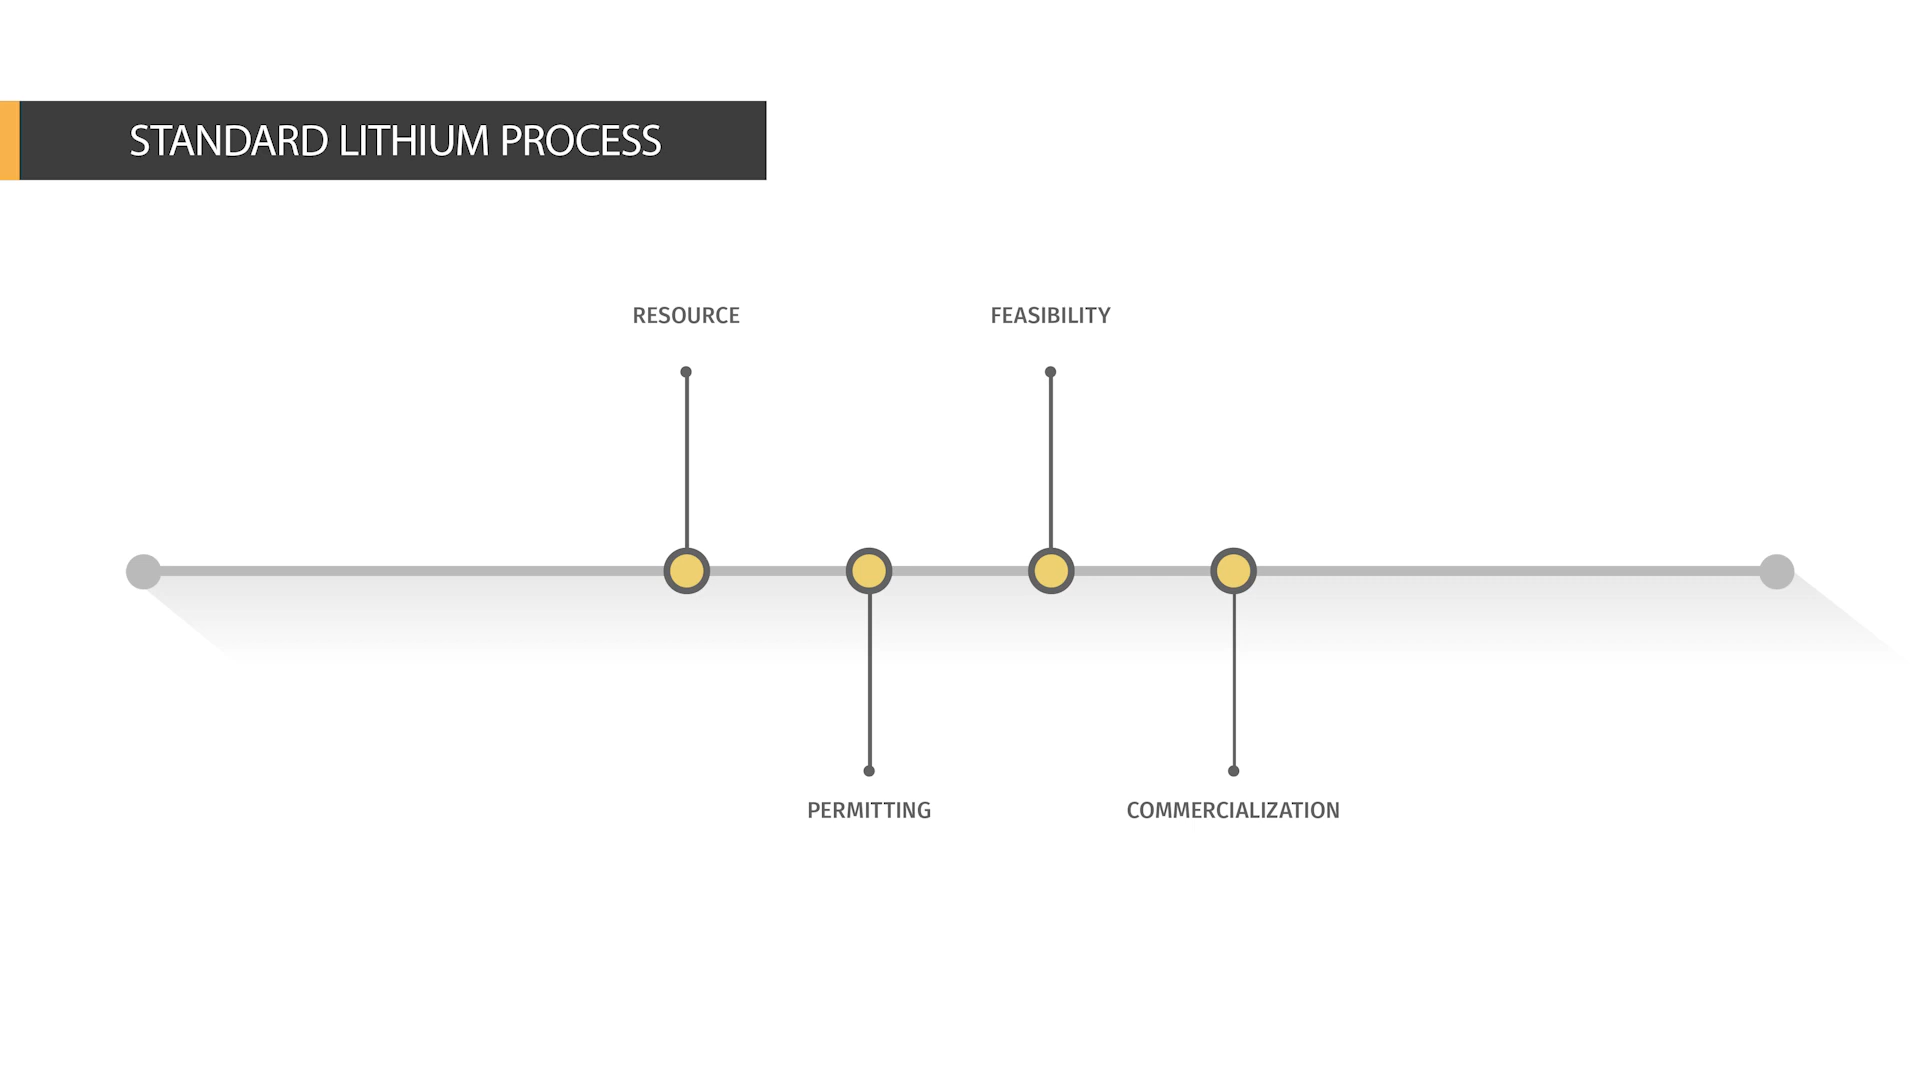 STANDARD LITHIUM PROCESS
RESOURCE
FEASIBILITY
PERMITTING
COMMERCIALIZATION